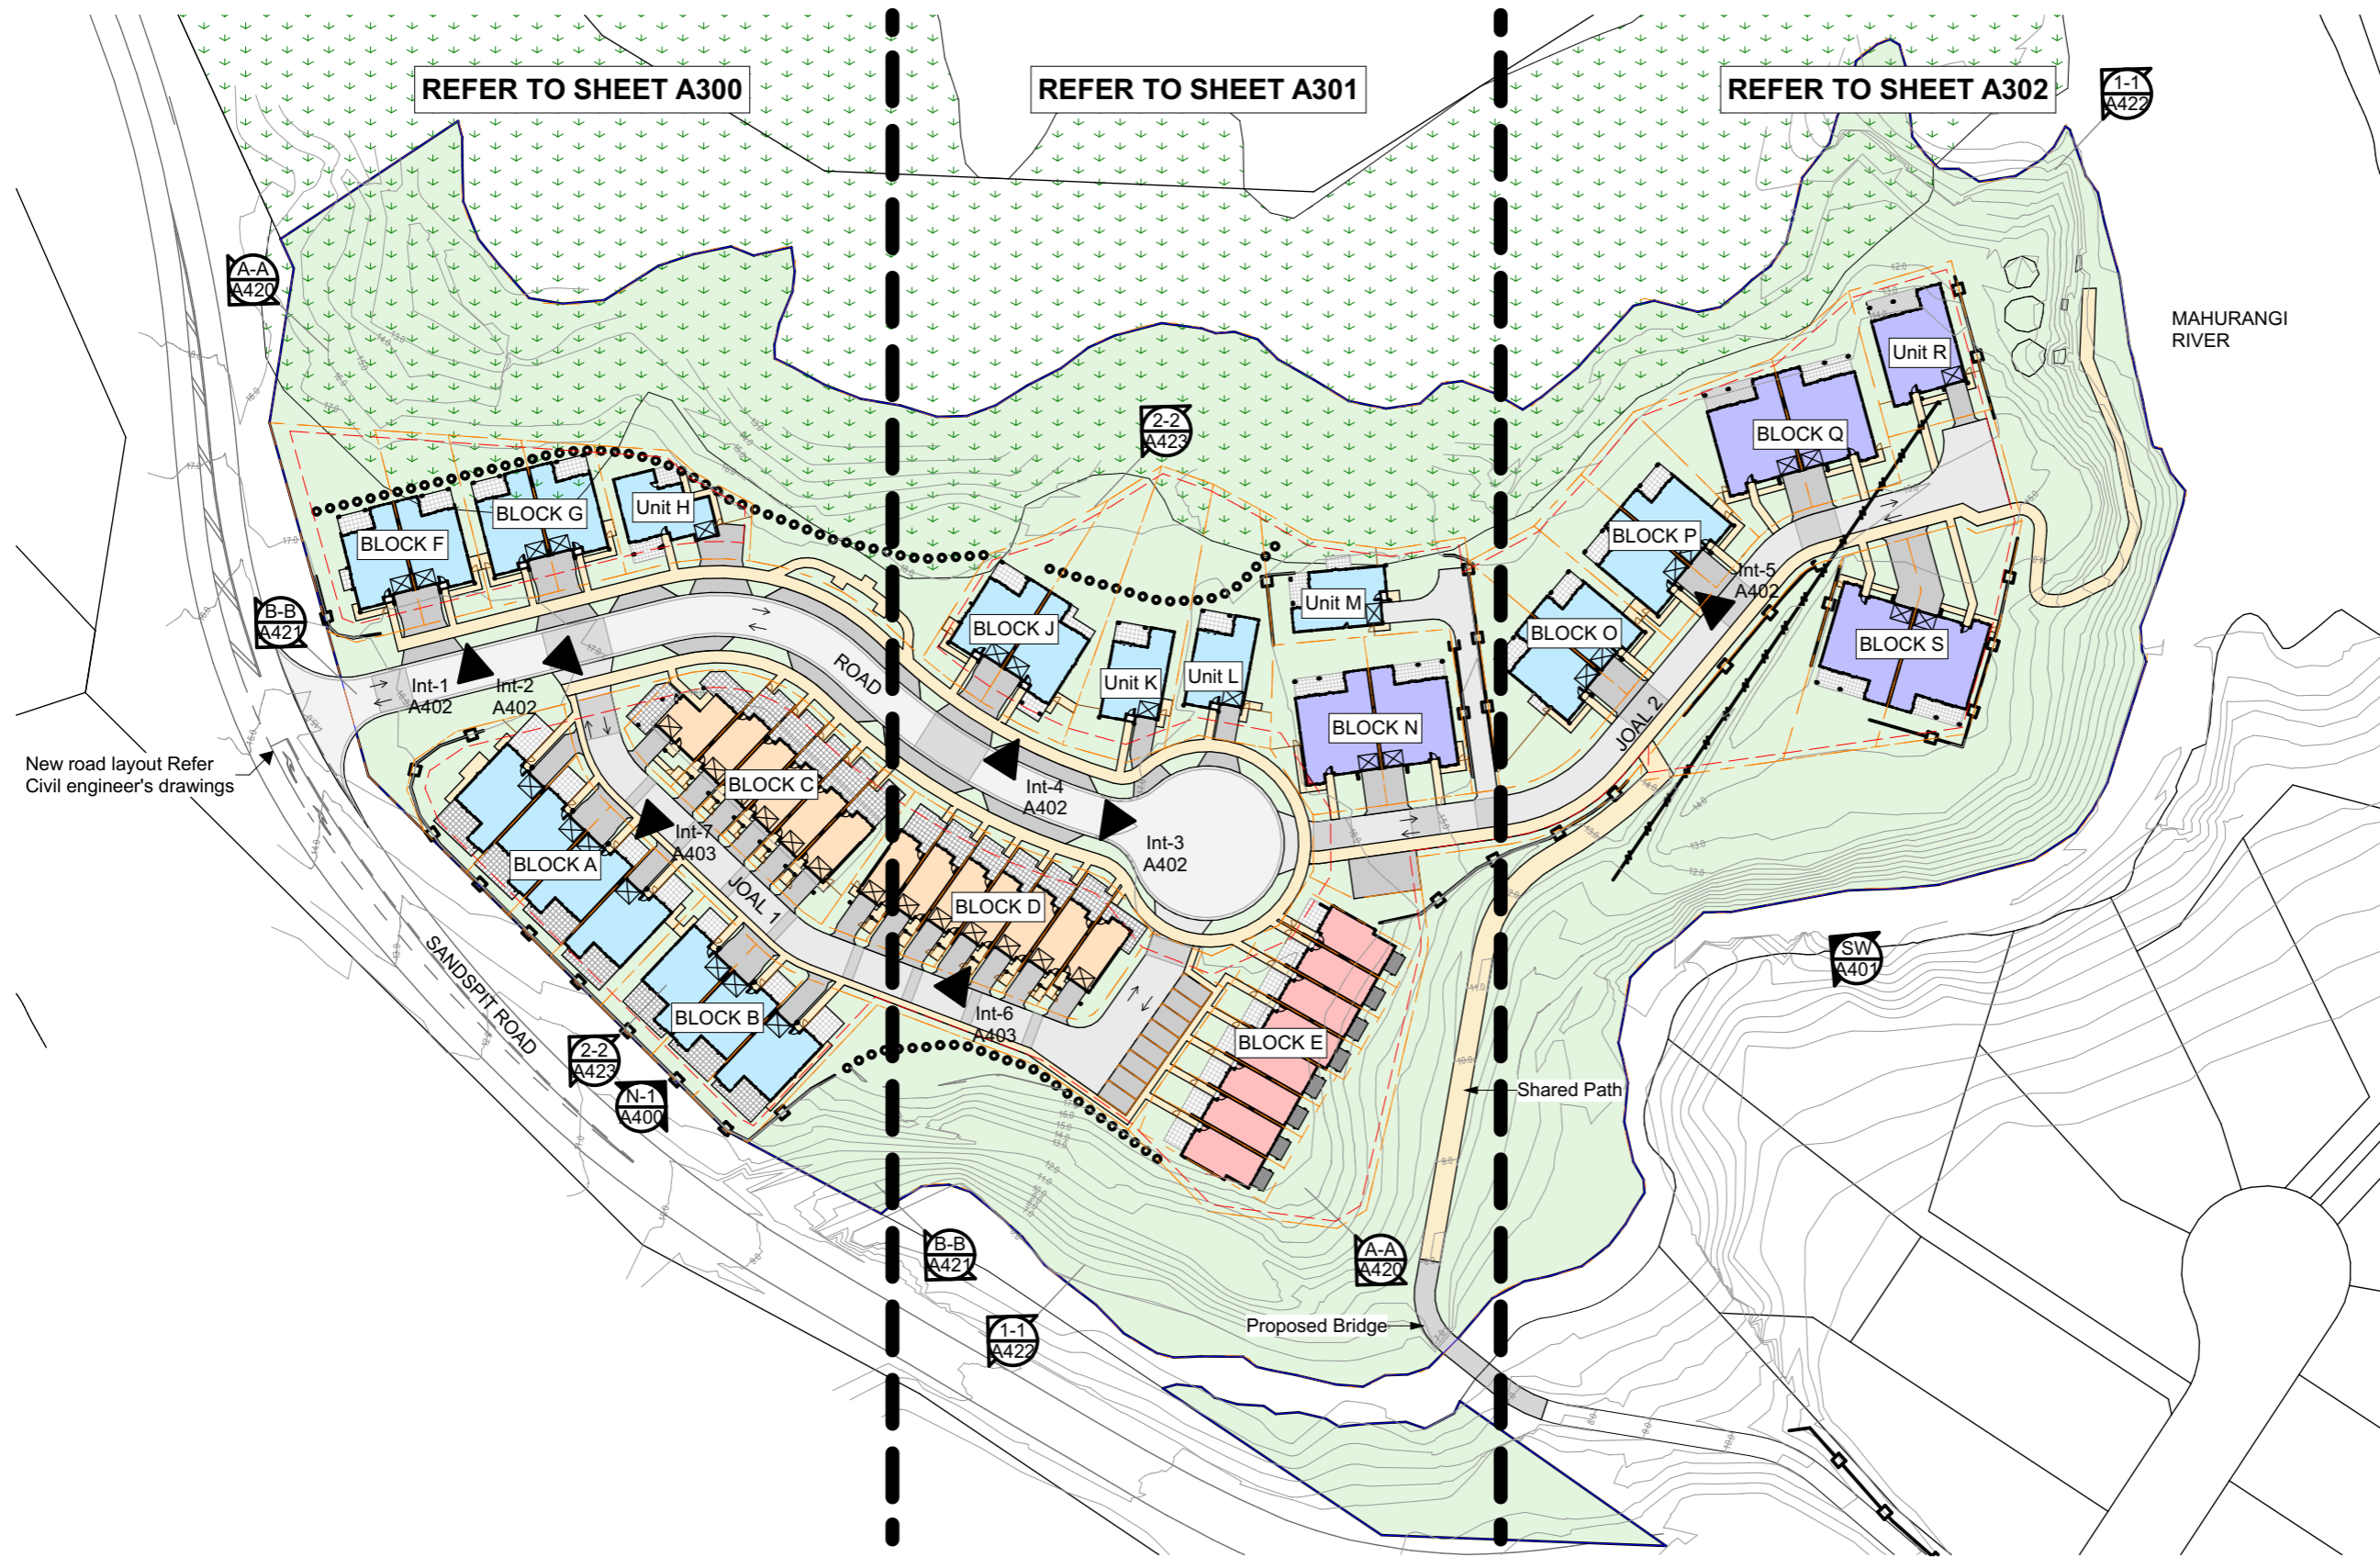 REFER TO SHEET A300
REFER TO SHEET A301
REFER TO SHEET A302
1-1
A422
A-A
A420
MAHURANGI
RIVER
Unit R
2-2
A423
BLOCK Q
BLOCK G
Unit H
BLOCK F
BLOCK P
Int-5
A402
Unit M
B-B
A421
BLOCK J
BLOCK O
BLOCK S
ROAD
Unit K
Unit L
Int-1
A402
Int-2
A402
BLOCK N
JOAL 2
New road layout Refer
Civil engineer's drawings
BLOCK C
Int-4
A402
Int-7
A403
Int-3
A402
BLOCK A
JOAL 1
BLOCK D
SANDSPIT ROAD
SW
A401
BLOCK B
Int-6
A403
BLOCK E
2-2
A423
N-1
A400
Shared Path
B-B
A421
A-A
A420
Proposed Bridge
1-1
A422